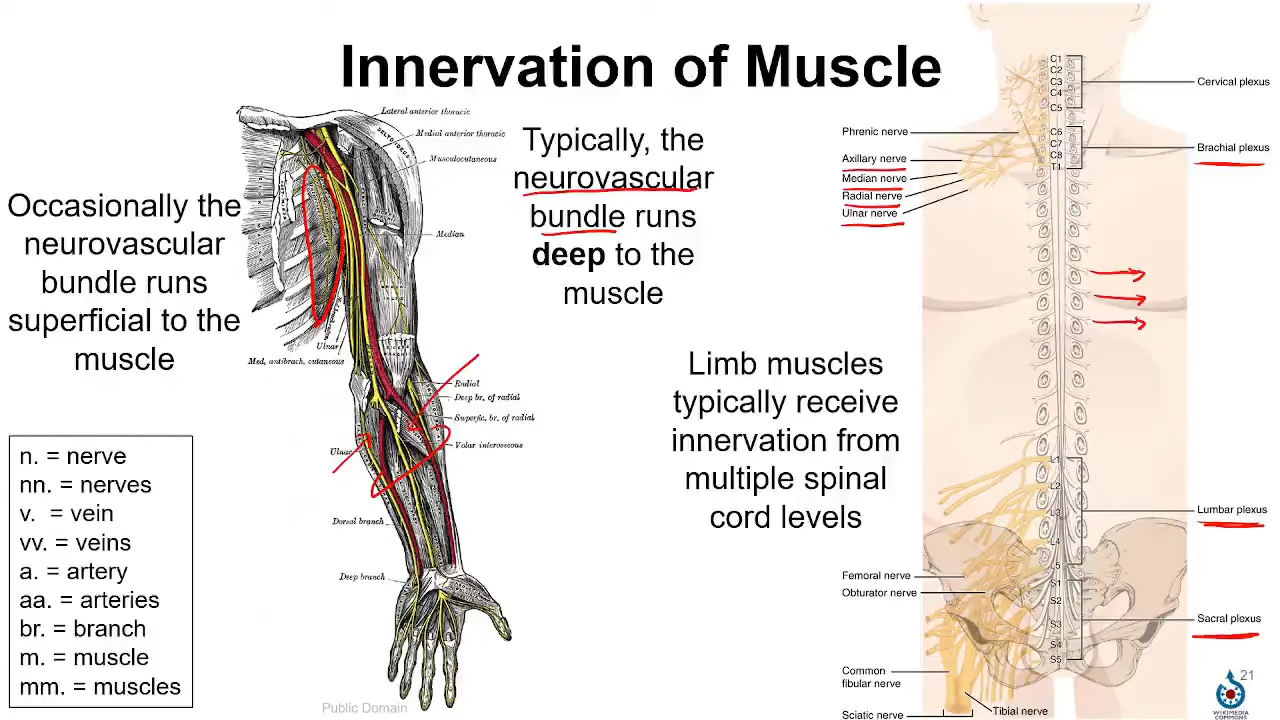 Innervation of Muscle
Occasionally the
neurovascular
bundle runs
superficial to the
muscle
n. = nerve
nn. = nerves
v. = vein
vv. = veins
a. = artery
aa. = arteries
br. = branch
m. = muscle
mm. = muscles
Lateral anterior thoracic
Medial anterior thoracic
Musculocutaneous
DELTOIDEUS
Median
Ulnar
Med. antibrach. cutaneous
Radial
Deep br. of radial
Superfic. br. of radial
Volar interosseous
Ulnar
Dorsal branch
Deep branch
Public Domain
Typically, the
neurovascular
bundle runs
deep to the
muscle
Limb muscles
typically receive
innervation from
multiple spinal
cord levels
Phrenic nerve
Axillary nerve
Median nerve
Radial nerve
Ulnar nerve
Femoral nerve
Obturator nerve
Common
fibular nerve
Sciatic nerve
Tibial nerve
C1
C2
C3
C4
C5
C6
C7
C8
T1
L1
L2
L3
L4
L5
S1
S2
S3
S4
S5
Cervical plexus
Brachial plexus
Lumbar plexus
Sacral plexus
21
WIKIMEDIA
COMMONS